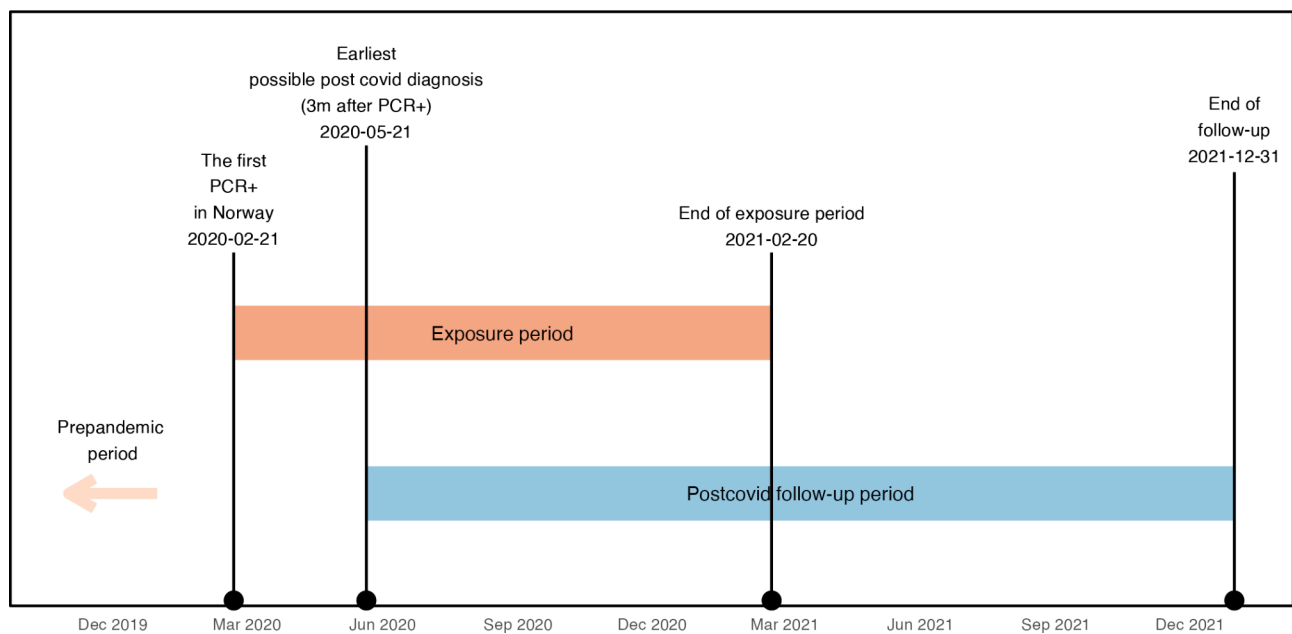 Earliest
possible post covid diagnosis
(3m after PCR+)
2020-05-21
End of
follow-up
2021-12-31
The first
PCR+
in Norway
2020-02-21
End of exposure period
2021-02-20
Exposure period
Prepandemic
period
Postcovid follow-up period
Dec 2019
Mar 2020
Jun 2020
Sep 2020
Dec 2020
Mar 2021
Jun 2021
Sep 2021
Dec 2021